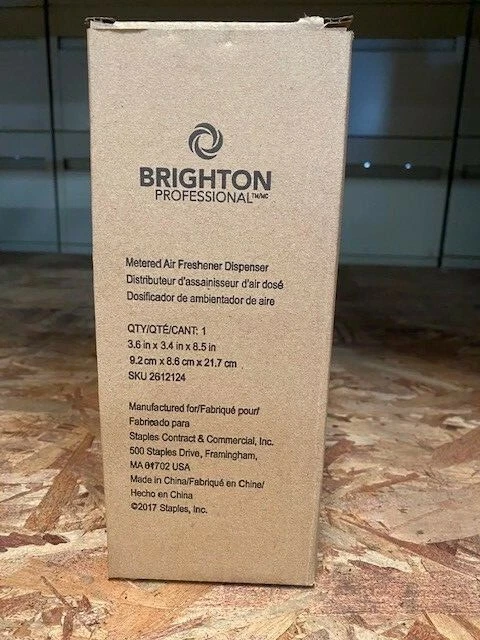 BRIGHTON
PROFESSIONAL™/MC
Metered Air Freshener Dispenser
Distributeur d'assainisseur d'air dosé
Dosificador de ambientador de aire
QTY/QTÉ/CANT: 1
3.6 in x 3.4 in x 8.5 in
9.2 cm x 8.6 cm x 21.7 cm
SKU 2612124
Manufactured for/Fabriqué pour/
Fabricado para
Staples Contract & Commercial, Inc.
500 Staples Drive, Framingham,
MA 01702 USA
Made in China/Fabriqué en Chine/
Hecho en China
©2017 Staples, Inc.